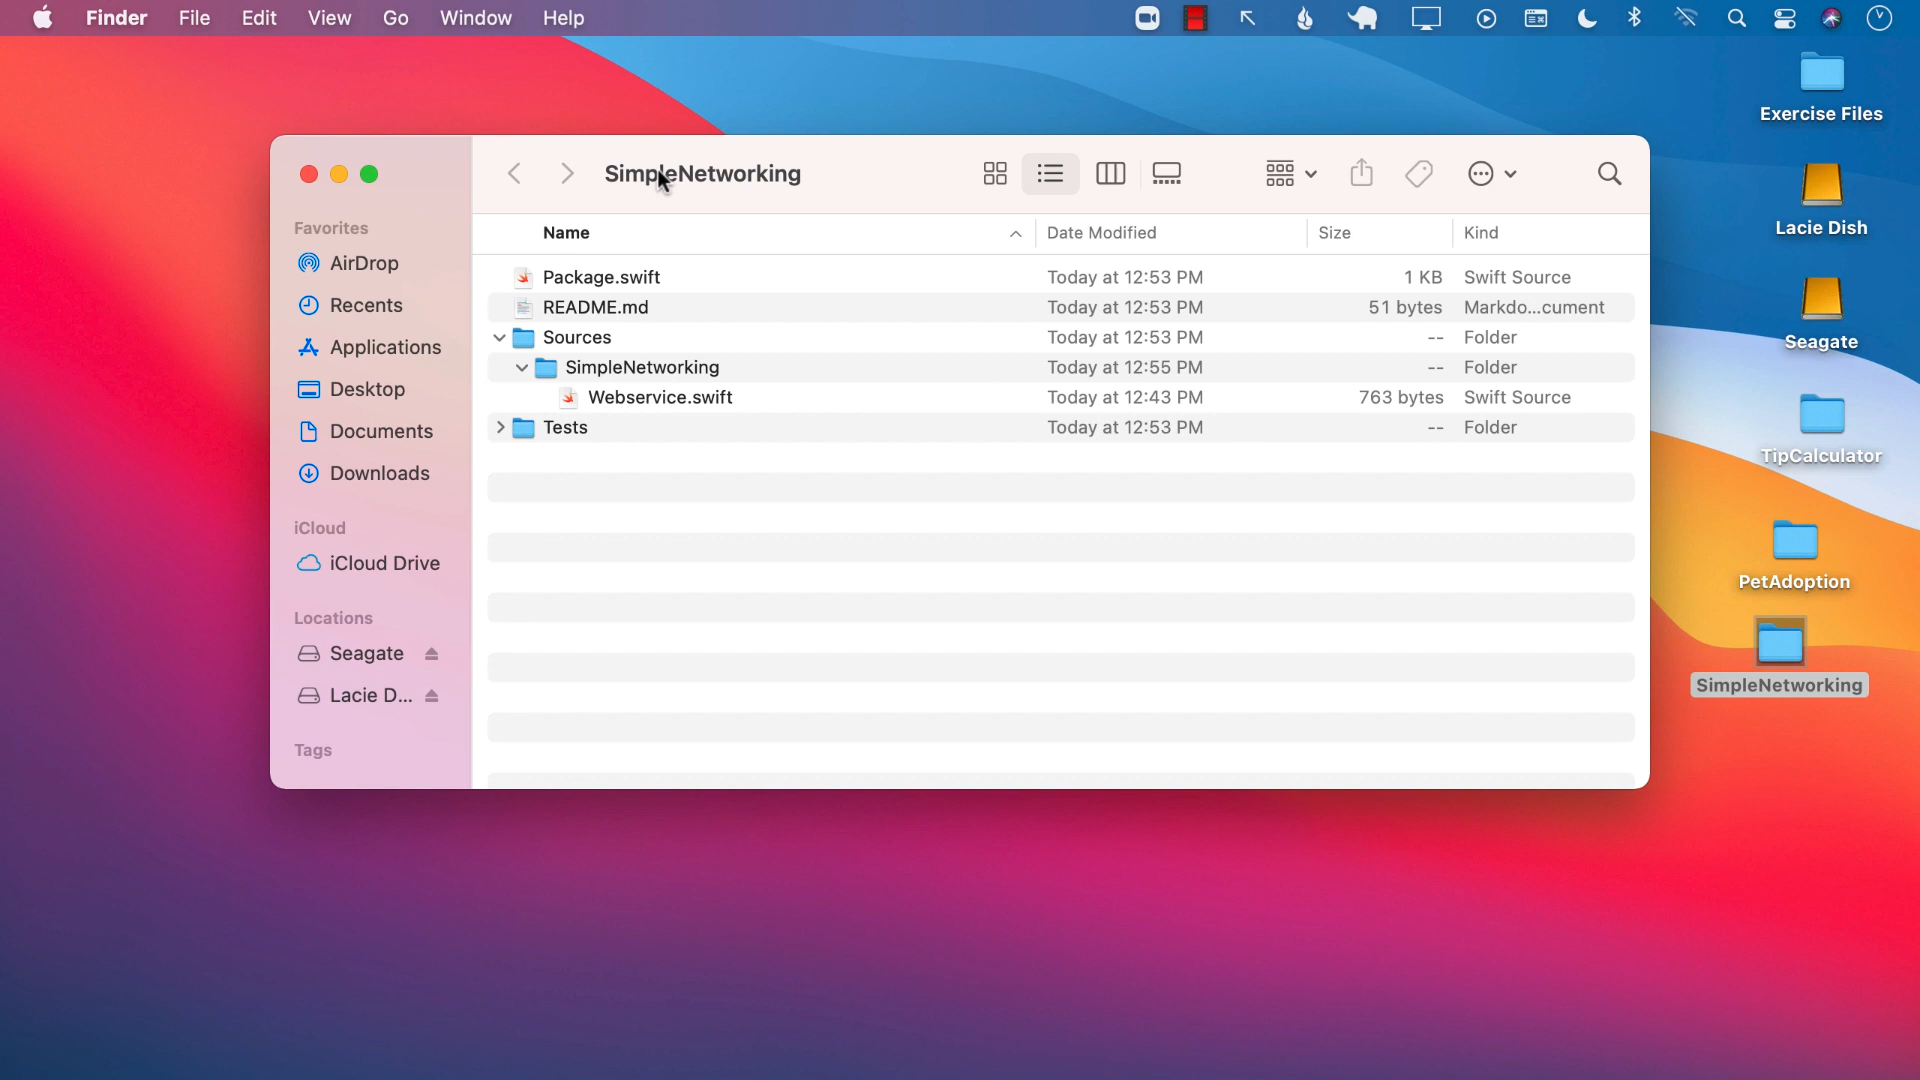 Finder File Edit View Go Window Help
SimpleNetworking
Favorites
AirDrop
Recents
Applications
Desktop
Documents
Downloads
iCloud
iCloud Drive
Locations
Seagate
Lacie D...
Tags
Name Date Modified Size Kind
Package.swift Today at 12:53 PM 1 KB Swift Source
README.md Today at 12:53 PM 51 bytes Markdo...cument
Sources Today at 12:53 PM -- Folder
SimpleNetworking Today at 12:55 PM -- Folder
Webservice.swift Today at 12:43 PM 763 bytes Swift Source
Tests Today at 12:53 PM -- Folder
Exercise Files
Lacie Dish
Seagate
TipCalculator
PetAdoption
SimpleNetworking